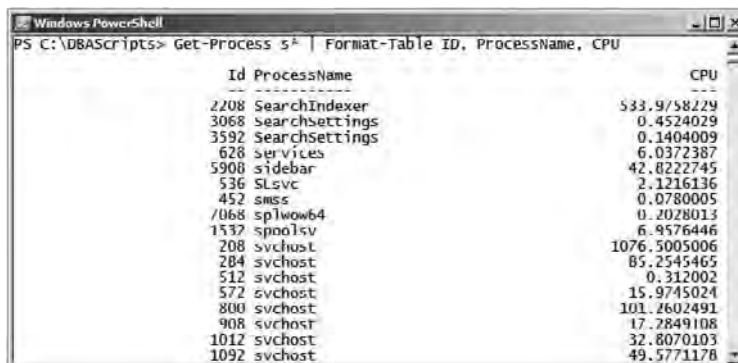 Windows PowerShell
PS C:\DBAScripts> Get-Process s* | Format-Table ID, ProcessName, CPU
Id ProcessName CPU
-- ----------- ---
2208 SearchIndexer 533.9758229
3068 SearchSettings 0.4524029
3592 SearchSettings 0.1404009
628 services 6.0372387
5908 sidebar 42.8222745
536 SLsvc 2.1216136
452 smss 0.0780005
7068 splwow64 0.2028013
1532 spoolsv 6.9576446
208 svchost 1076.5005006
284 svchost 85.2545465
512 svchost 0.312002
572 svchost 15.9745024
800 svchost 101.2602491
908 svchost 17.2849108
1012 svchost 32.8070103
1092 svchost 49.5771178